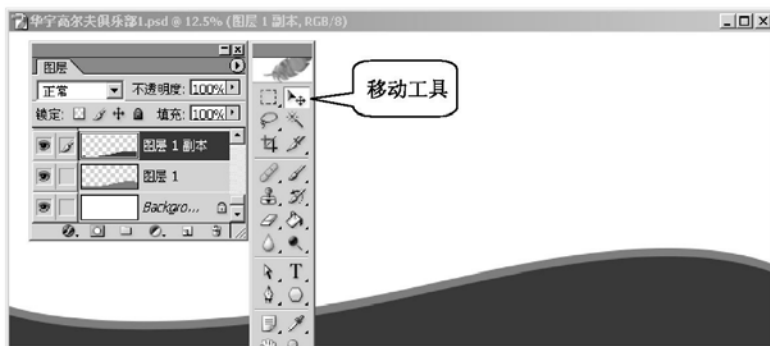 华宇高尔夫俱乐部1.psd @ 12.5% (图层 1 副本, RGB/8)
图层
正常 不透明度: 100%
锁定: 填充: 100%
图层 1 副本
图层 1
Backgro...
移动工具
T